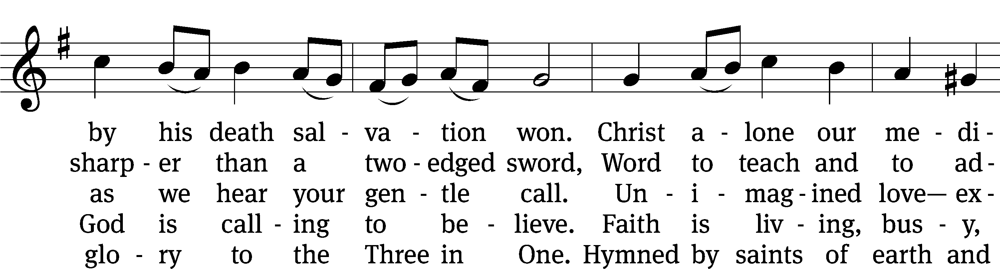 by his death sal - va - tion won. Christ a - lone our me - di -
sharp - er than a two - edged sword, Word to teach and to ad -
as we hear your gen - tle call. Un - i - mag - ined love— ex -
God is call - ing to be - lieve. Faith is liv - ing, bus - y,
glo - ry to the Three in One. Hymned by saints of earth and